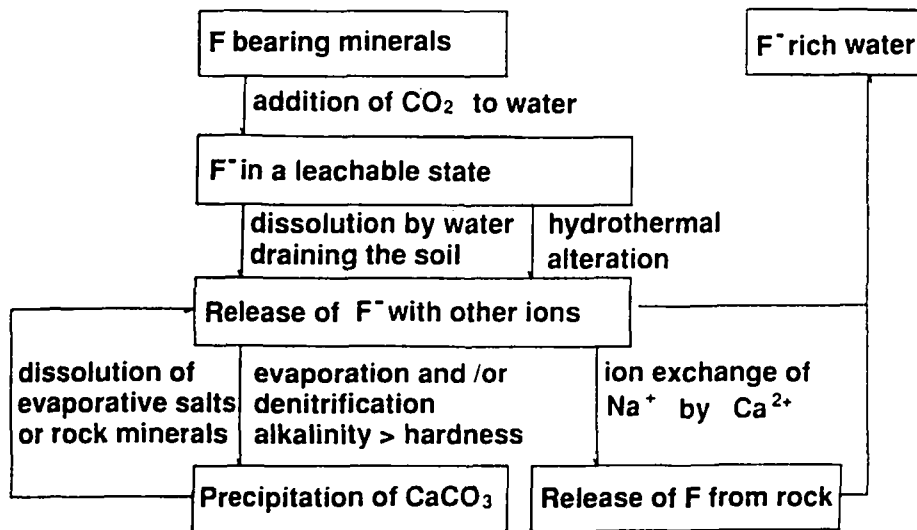 F bearing minerals
F⁻ rich water
addition of CO₂ to water
F⁻ in a leachable state
dissolution by water
draining the soil
hydrothermal
alteration
Release of F⁻ with other ions
dissolution of
evaporative salts
or rock minerals
evaporation and /or
denitrification
alkalinity > hardness
ion exchange of
Na⁺ by Ca²⁺
Precipitation of CaCO₃
Release of F from rock